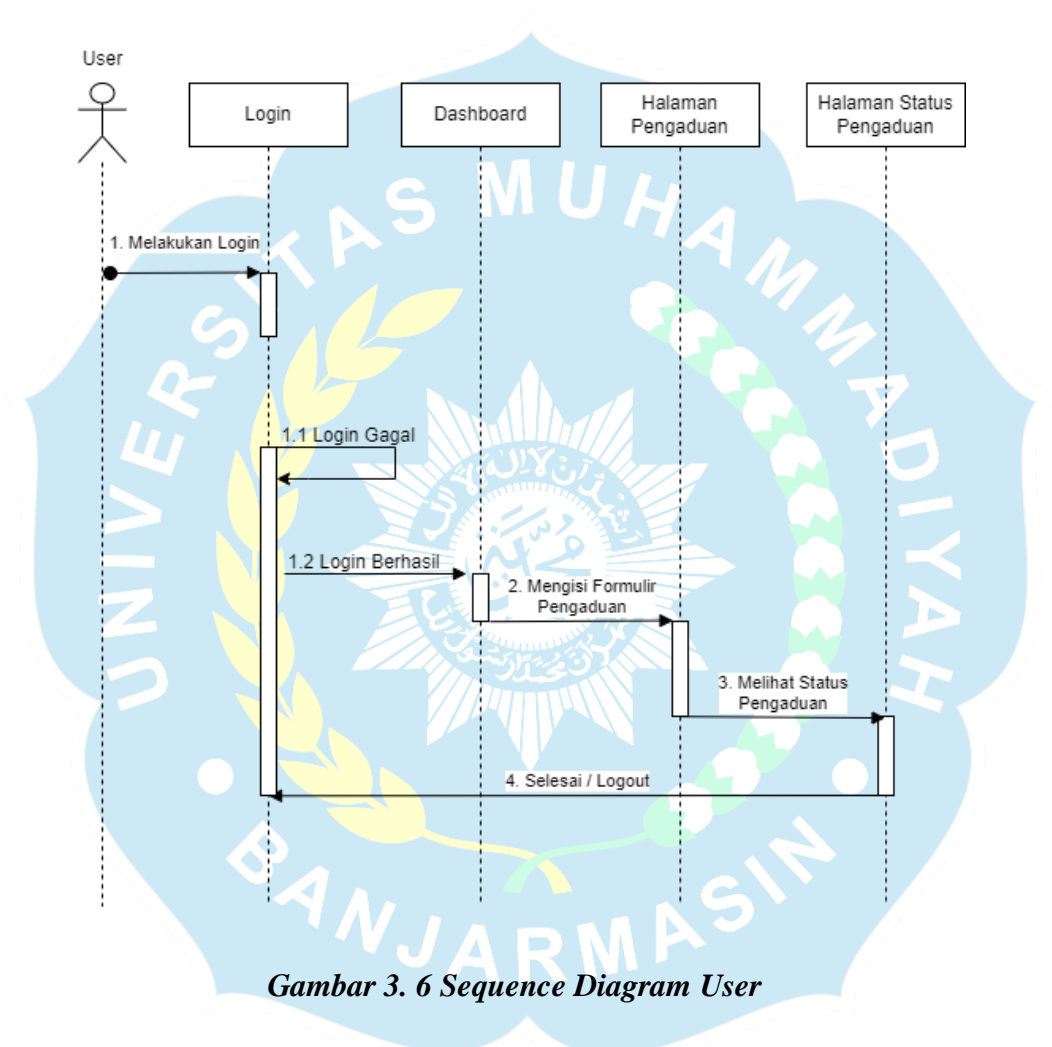 User
Login
Dashboard
Halaman
Pengaduan
Halaman Status
Pengaduan
1. Melakukan Login
1.1 Login Gagal
1.2 Login Berhasil
2. Mengisi Formulir
Pengaduan
3. Melihat Status
Pengaduan
4. Selesai / Logout
UNIVERSITAS MUHAMMADIYAH
BANJARMASIN
Gambar 3. 6 Sequence Diagram User